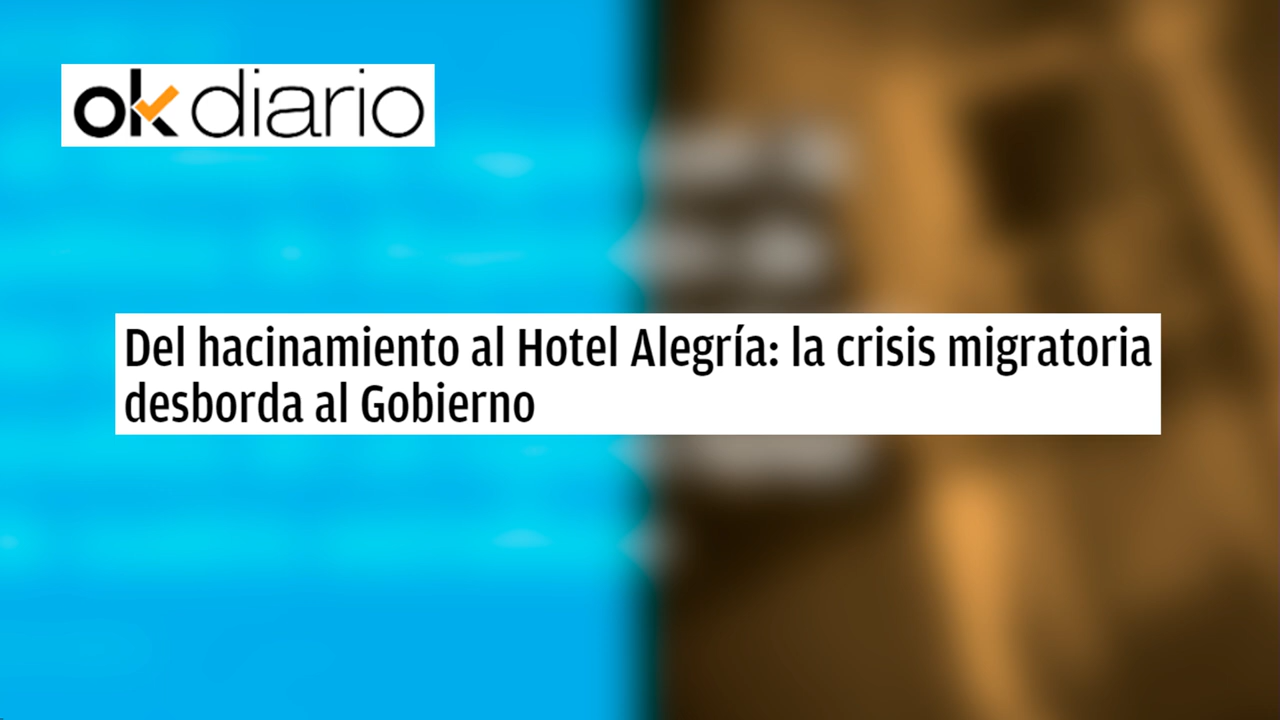 ok diario
Del hacinamiento al Hotel Alegría: la crisis migratoria
desborda al Gobierno